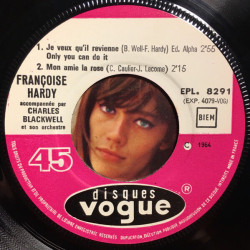 1. Je veux qu'il revienne (B. Woll-F. Hardy) Ed. Alpha 2'55
Only you can do it
2. Mon amie la rose (C. Caulier-J. Lacome) 2'15
FRANÇOISE
HARDY
accompagnée par
CHARLES
BLACKWELL
et son orchestre
EPL. 8291
(EXP. 4079-VOG)
BIEM
1964
45
disques
vogue
®